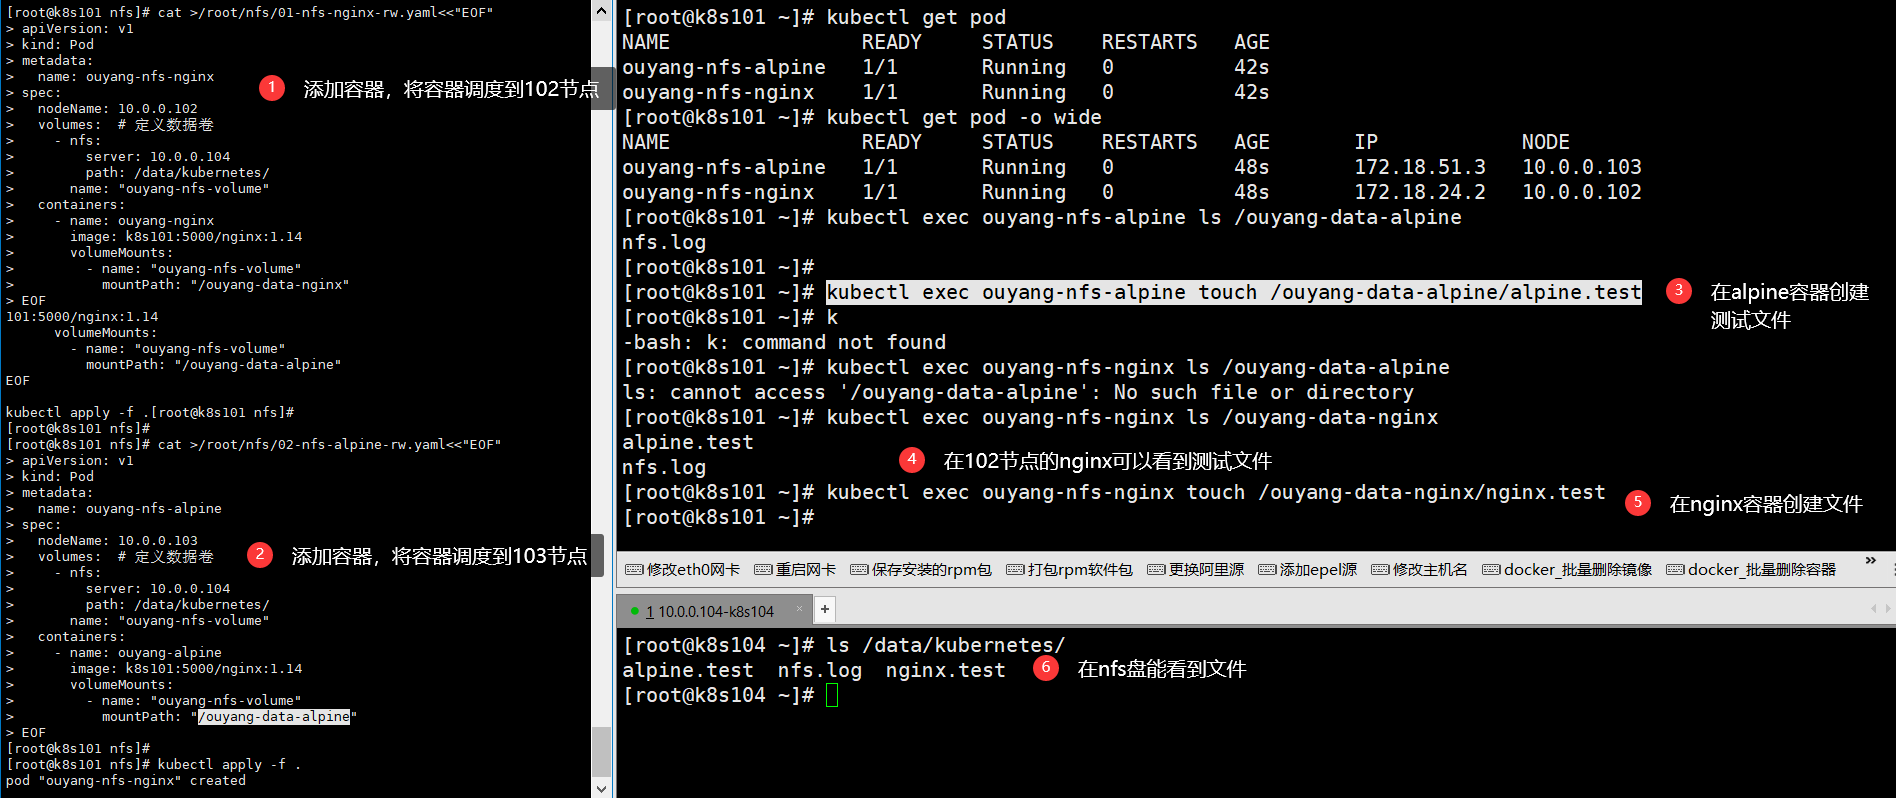 [root@k8s101 nfs]# cat >/root/nfs/01-nfs-nginx-rw.yaml<<"EOF"
> apiVersion: v1
> kind: Pod
> metadata:
>   name: ouyang-nfs-nginx
> spec:
>   nodeName: 10.0.0.102
>   volumes:  # 定义数据卷
>     - nfs:
>         server: 10.0.0.104
>         path: /data/kubernetes/
>       name: "ouyang-nfs-volume"
>   containers:
>     - name: ouyang-nginx
>       image: k8s101:5000/nginx:1.14
>       volumeMounts:
>         - name: "ouyang-nfs-volume"
>           mountPath: "/ouyang-data-nginx"
> EOF
101:5000/nginx:1.14
      volumeMounts:
        - name: "ouyang-nfs-volume"
          mountPath: "/ouyang-data-alpine"
EOF
kubectl apply -f .[root@k8s101 nfs]#
[root@k8s101 nfs]#
[root@k8s101 nfs]# cat >/root/nfs/02-nfs-alpine-rw.yaml<<"EOF"
> apiVersion: v1
> kind: Pod
> metadata:
>   name: ouyang-nfs-alpine
> spec:
>   nodeName: 10.0.0.103
>   volumes:  # 定义数据卷
>     - nfs:
>         server: 10.0.0.104
>         path: /data/kubernetes/
>       name: "ouyang-nfs-volume"
>   containers:
>     - name: ouyang-alpine
>       image: k8s101:5000/nginx:1.14
>       volumeMounts:
>         - name: "ouyang-nfs-volume"
>           mountPath: "/ouyang-data-alpine"
> EOF
[root@k8s101 nfs]#
[root@k8s101 nfs]# kubectl apply -f .
pod "ouyang-nfs-nginx" created
1 添加容器，将容器调度到102节点
2 添加容器，将容器调度到103节点
[root@k8s101 ~]# kubectl get pod
NAME                READY     STATUS    RESTARTS   AGE
ouyang-nfs-alpine   1/1       Running   0          42s
ouyang-nfs-nginx    1/1       Running   0          42s
[root@k8s101 ~]# kubectl get pod -o wide
NAME                READY     STATUS    RESTARTS   AGE       IP            NODE
ouyang-nfs-alpine   1/1       Running   0          48s       172.18.51.3   10.0.0.103
ouyang-nfs-nginx    1/1       Running   0          48s       172.18.24.2   10.0.0.102
[root@k8s101 ~]# kubectl exec ouyang-nfs-alpine ls /ouyang-data-alpine
nfs.log
[root@k8s101 ~]#
[root@k8s101 ~]# kubectl exec ouyang-nfs-alpine touch /ouyang-data-alpine/alpine.test
3 在alpine容器创建
测试文件
[root@k8s101 ~]# k
-bash: k: command not found
[root@k8s101 ~]# kubectl exec ouyang-nfs-nginx ls /ouyang-data-alpine
ls: cannot access '/ouyang-data-alpine': No such file or directory
[root@k8s101 ~]# kubectl exec ouyang-nfs-nginx ls /ouyang-data-nginx
alpine.test
nfs.log
4 在102节点的nginx可以看到测试文件
[root@k8s101 ~]# kubectl exec ouyang-nfs-nginx touch /ouyang-data-nginx/nginx.test
5 在nginx容器创建文件
[root@k8s101 ~]#
修改eth0网卡 重启网卡 保存安装的rpm包 打包rpm软件包 更换阿里源 添加epel源 修改主机名 docker_批量删除镜像 docker_批量删除容器 »
1 10.0.0.104-k8s104 × +
[root@k8s104 ~]# ls /data/kubernetes/
alpine.test  nfs.log  nginx.test
6 在nfs盘能看到文件
[root@k8s104 ~]#